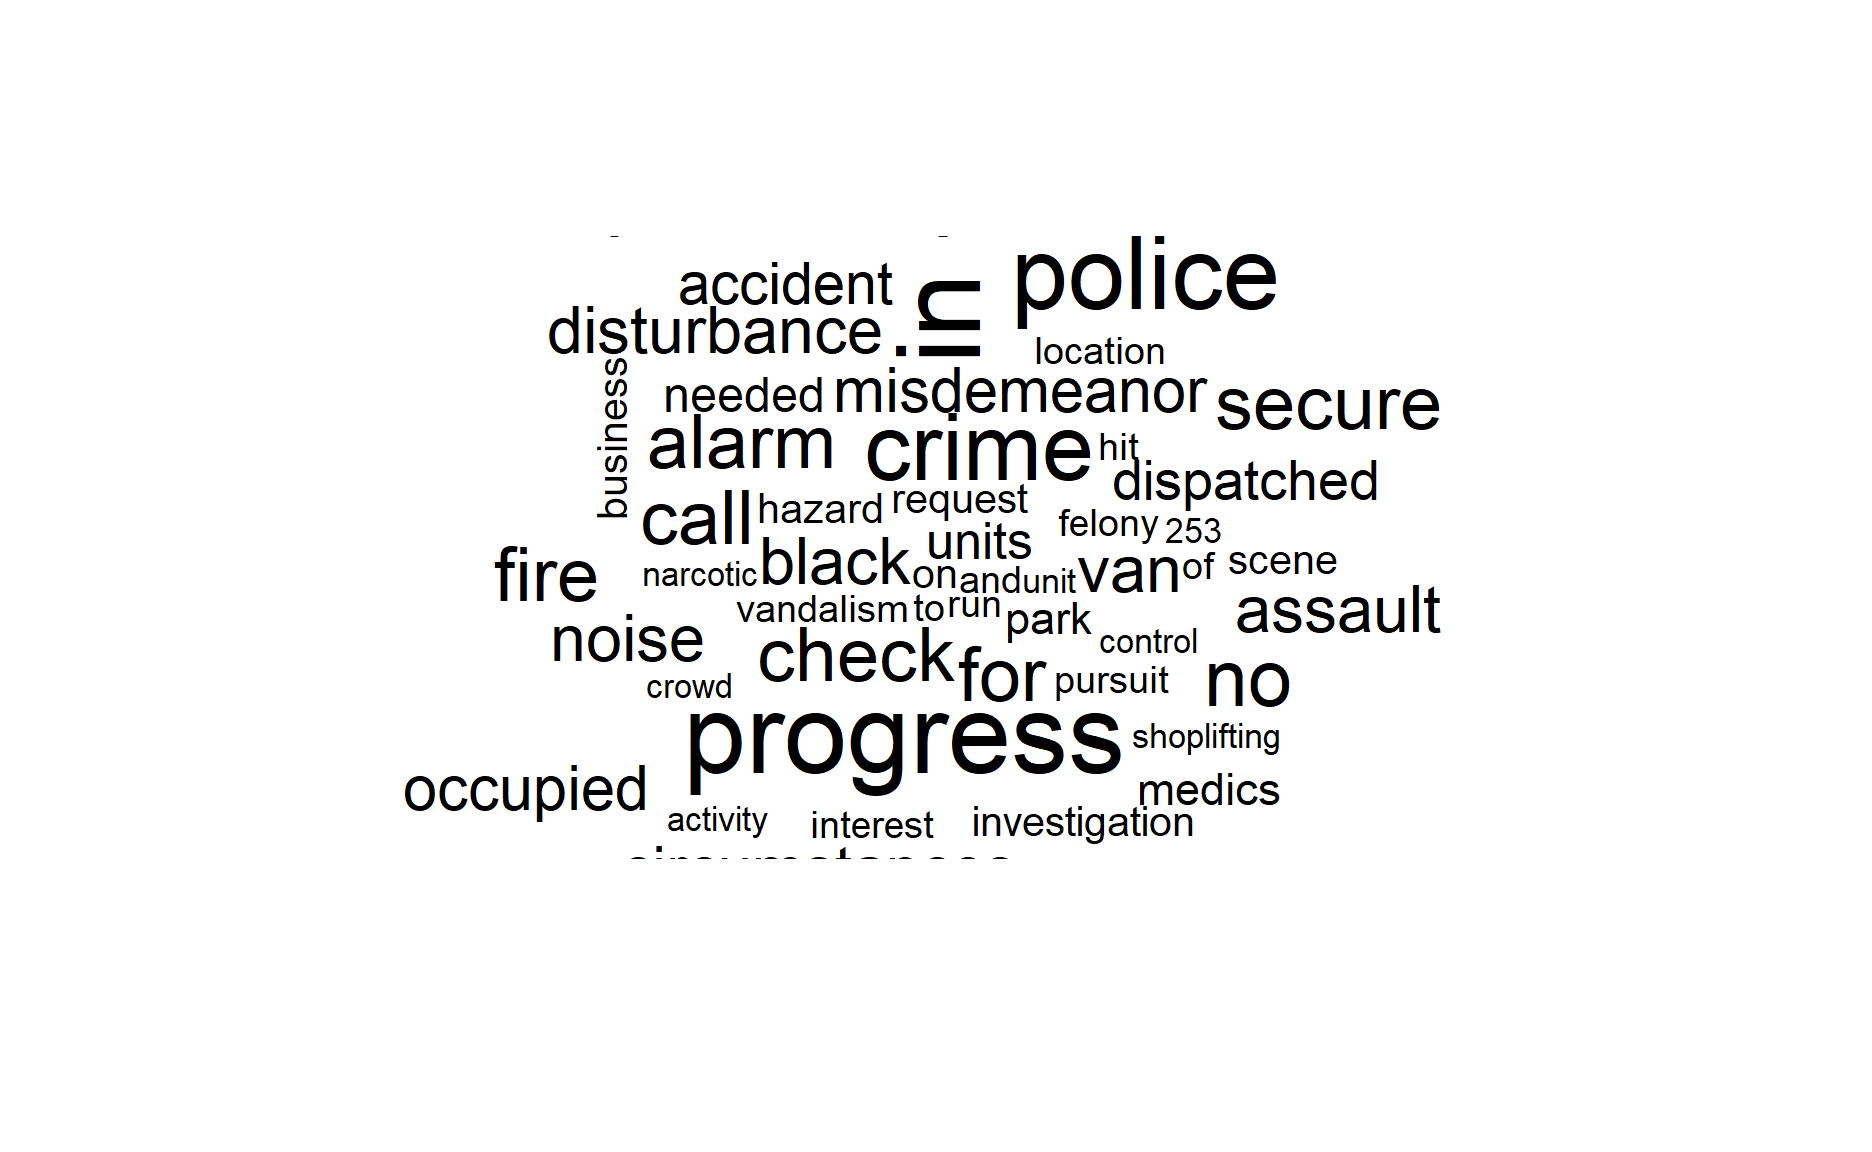 police
accident
in
disturbance
location
business
needed
misdemeanor
secure
alarm
crime
hit
dispatched
call
hazard
request
felony
253
units
fire
narcotic
black
on
and
unit
van
of
scene
vandalism
to
run
park
assault
noise
control
check
for
pursuit
no
crowd
progress
shoplifting
occupied
medics
activity
interest
investigation
circumstances